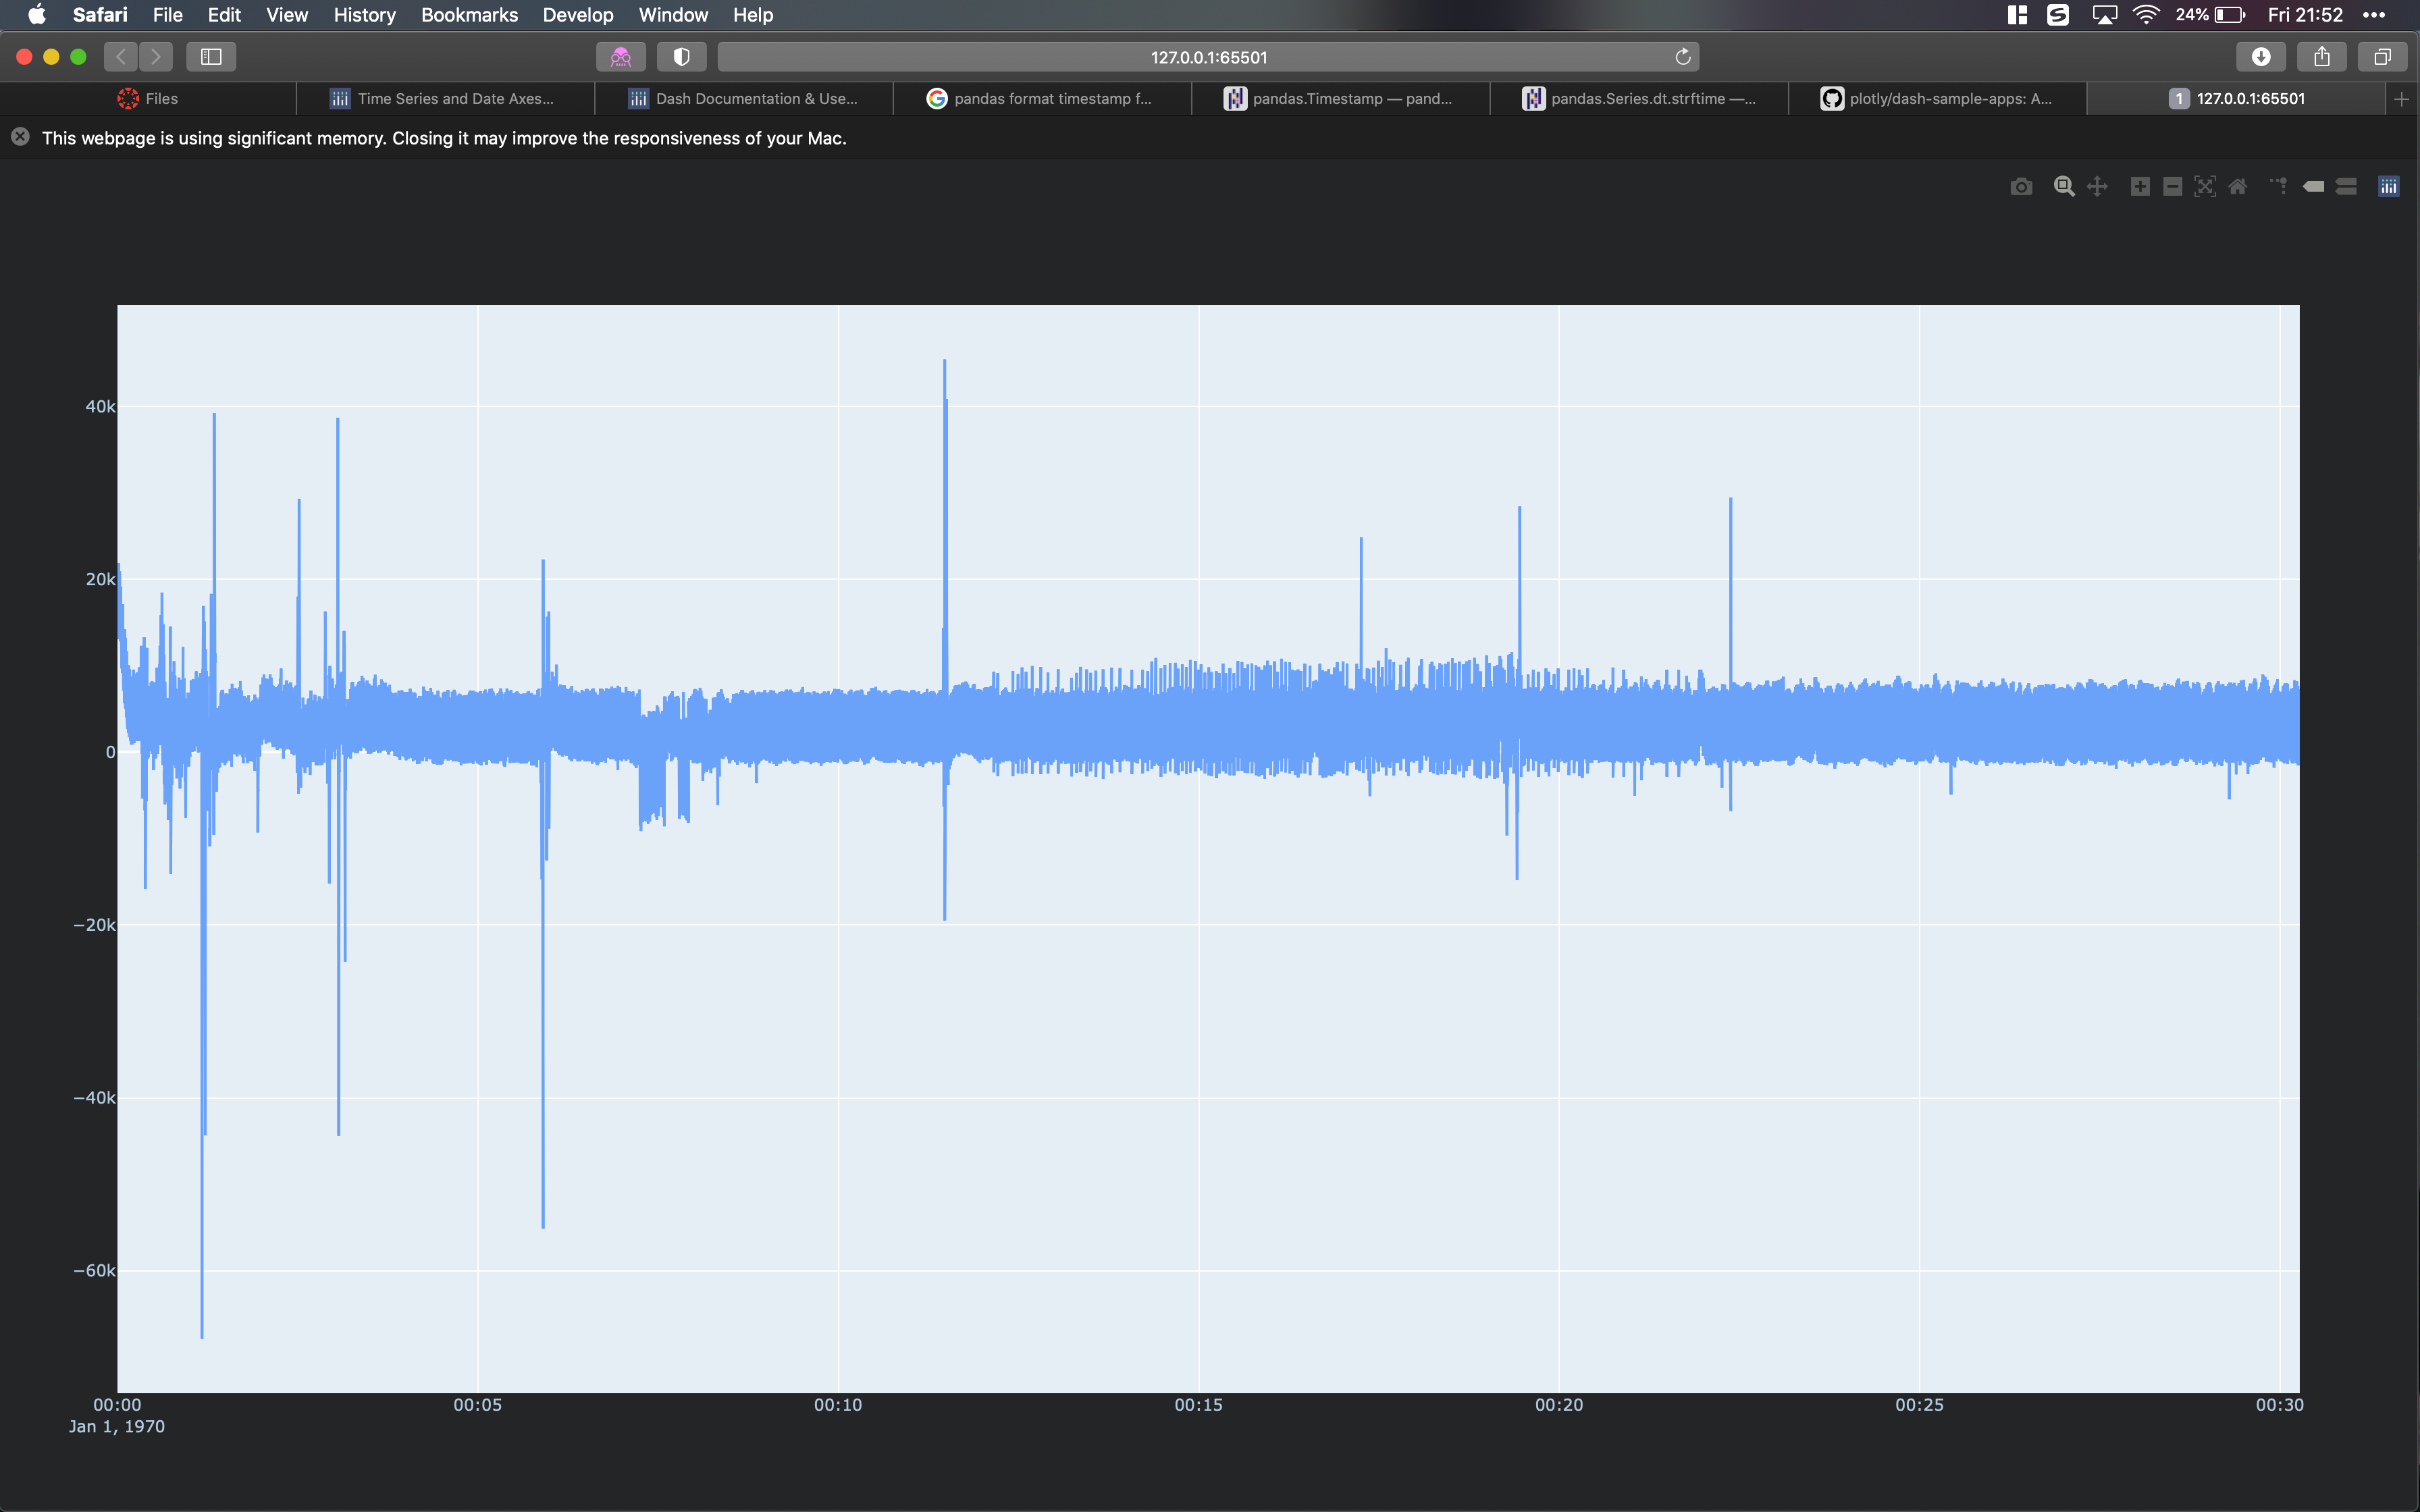 Safari File Edit View History Bookmarks Develop Window Help 24% Fri 21:52
127.0.0.1:65501
Files Time Series and Date Axes... Dash Documentation & Use... pandas format timestamp f... pandas.Timestamp — pand... pandas.Series.dt.strftime —... plotly/dash-sample-apps: A... 1 127.0.0.1:65501
This webpage is using significant memory. Closing it may improve the responsiveness of your Mac.
40k
20k
0
−20k
−40k
−60k
00:00 00:05 00:10 00:15 00:20 00:25 00:30
Jan 1, 1970